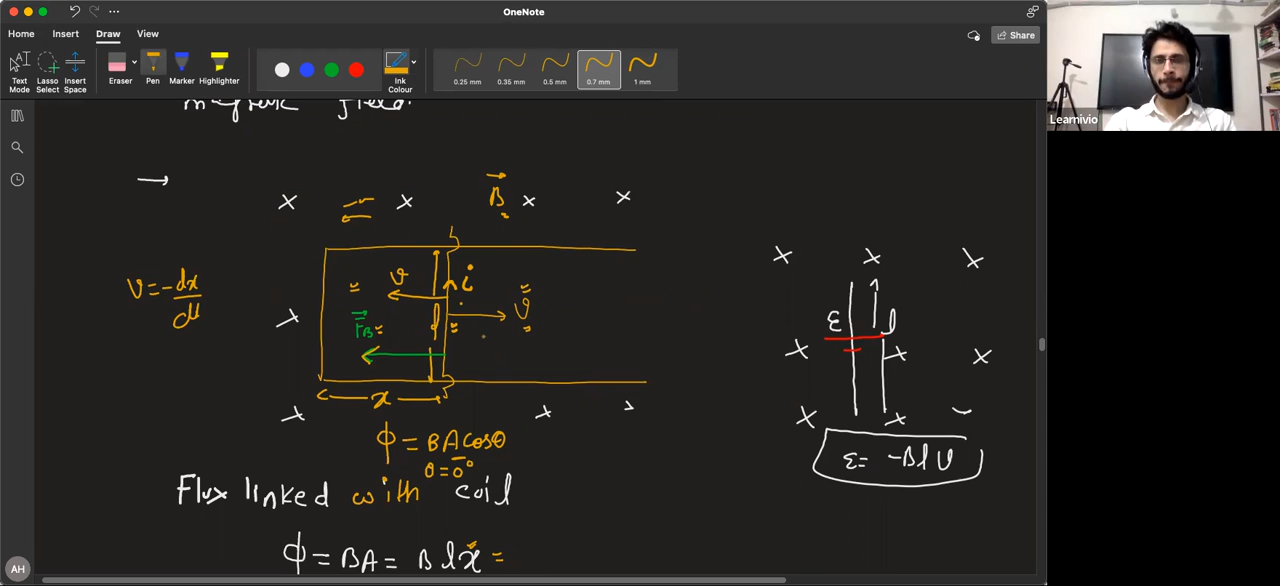 OneNote
Home Insert Draw View
Share
Text Mode
Lasso Select
Insert Space
Eraser
Pen
Marker
Highlighter
Ink Colour
0.25 mm
0.35 mm
0.5 mm
0.7 mm
1 mm
Learnivio
magnetic field.
→
B
v = -dx/dt
v
i
l
v
F_B
x
ε
l
ε = -Blv
ϕ = BA cosθ
θ = 0°
Flux linked with coil
ϕ = BA = Blx =
AH